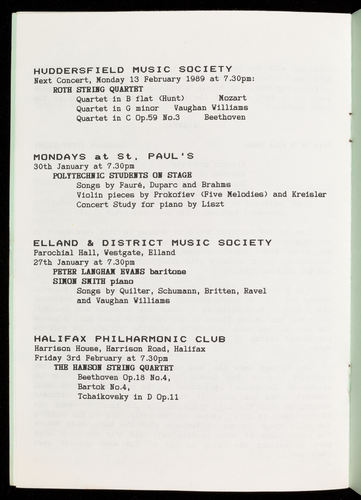 HUDDERSFIELD MUSIC SOCIETY
Next Concert, Monday 13 February 1989 at 7.30pm:
ROTH STRING QUARTET
Quartet in B flat (Hunt) Mozart
Quartet in G minor Vaughan Williams
Quartet in C Op.59 No.3 Beethoven
MONDAYS at St. PAUL'S
30th January at 7.30pm
POLYTECHNIC STUDENTS ON STAGE
Songs by Fauré, Duparc and Brahms
Violin pieces by Prokofiev (Five Melodies) and Kreisler
Concert Study for piano by Liszt
ELLAND & DISTRICT MUSIC SOCIETY
Parochial Hall, Westgate, Elland
27th January at 7.30pm
PETER LANGHAM EVANS baritone
SIMON SMITH piano
Songs by Quilter, Schumann, Britten, Ravel
and Vaughan Williams
HALIFAX PHILHARMONIC CLUB
Harrison House, Harrison Road, Halifax
Friday 3rd February at 7.30pm
THE HANSON STRING QUARTET
Beethoven Op.18 No.4,
Bartok No.4,
Tchaikovsky in D Op.11